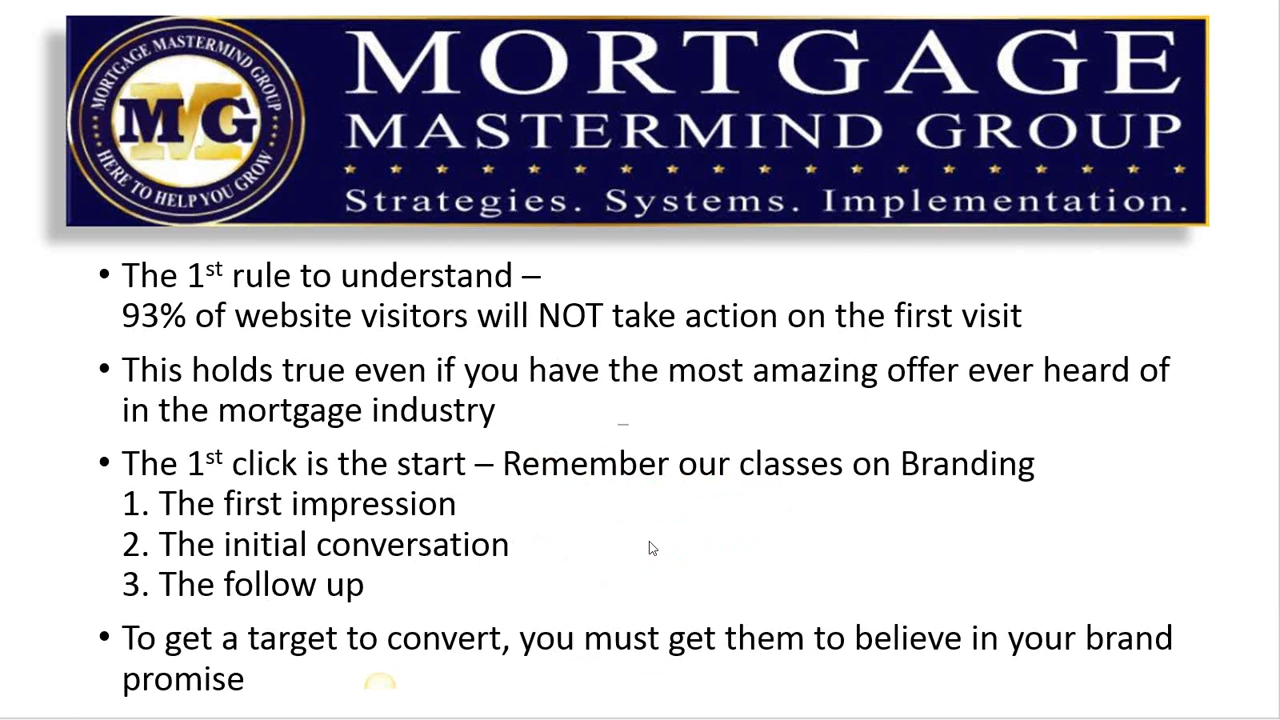 MORTGAGE MASTERMIND GROUP
MG
HERE TO HELP YOU GROW
MORTGAGE
MASTERMIND GROUP
Strategies. Systems. Implementation.
• The 1st rule to understand –
93% of website visitors will NOT take action on the first visit
• This holds true even if you have the most amazing offer ever heard of
in the mortgage industry
• The 1st click is the start – Remember our classes on Branding
1. The first impression
2. The initial conversation
3. The follow up
• To get a target to convert, you must get them to believe in your brand
promise